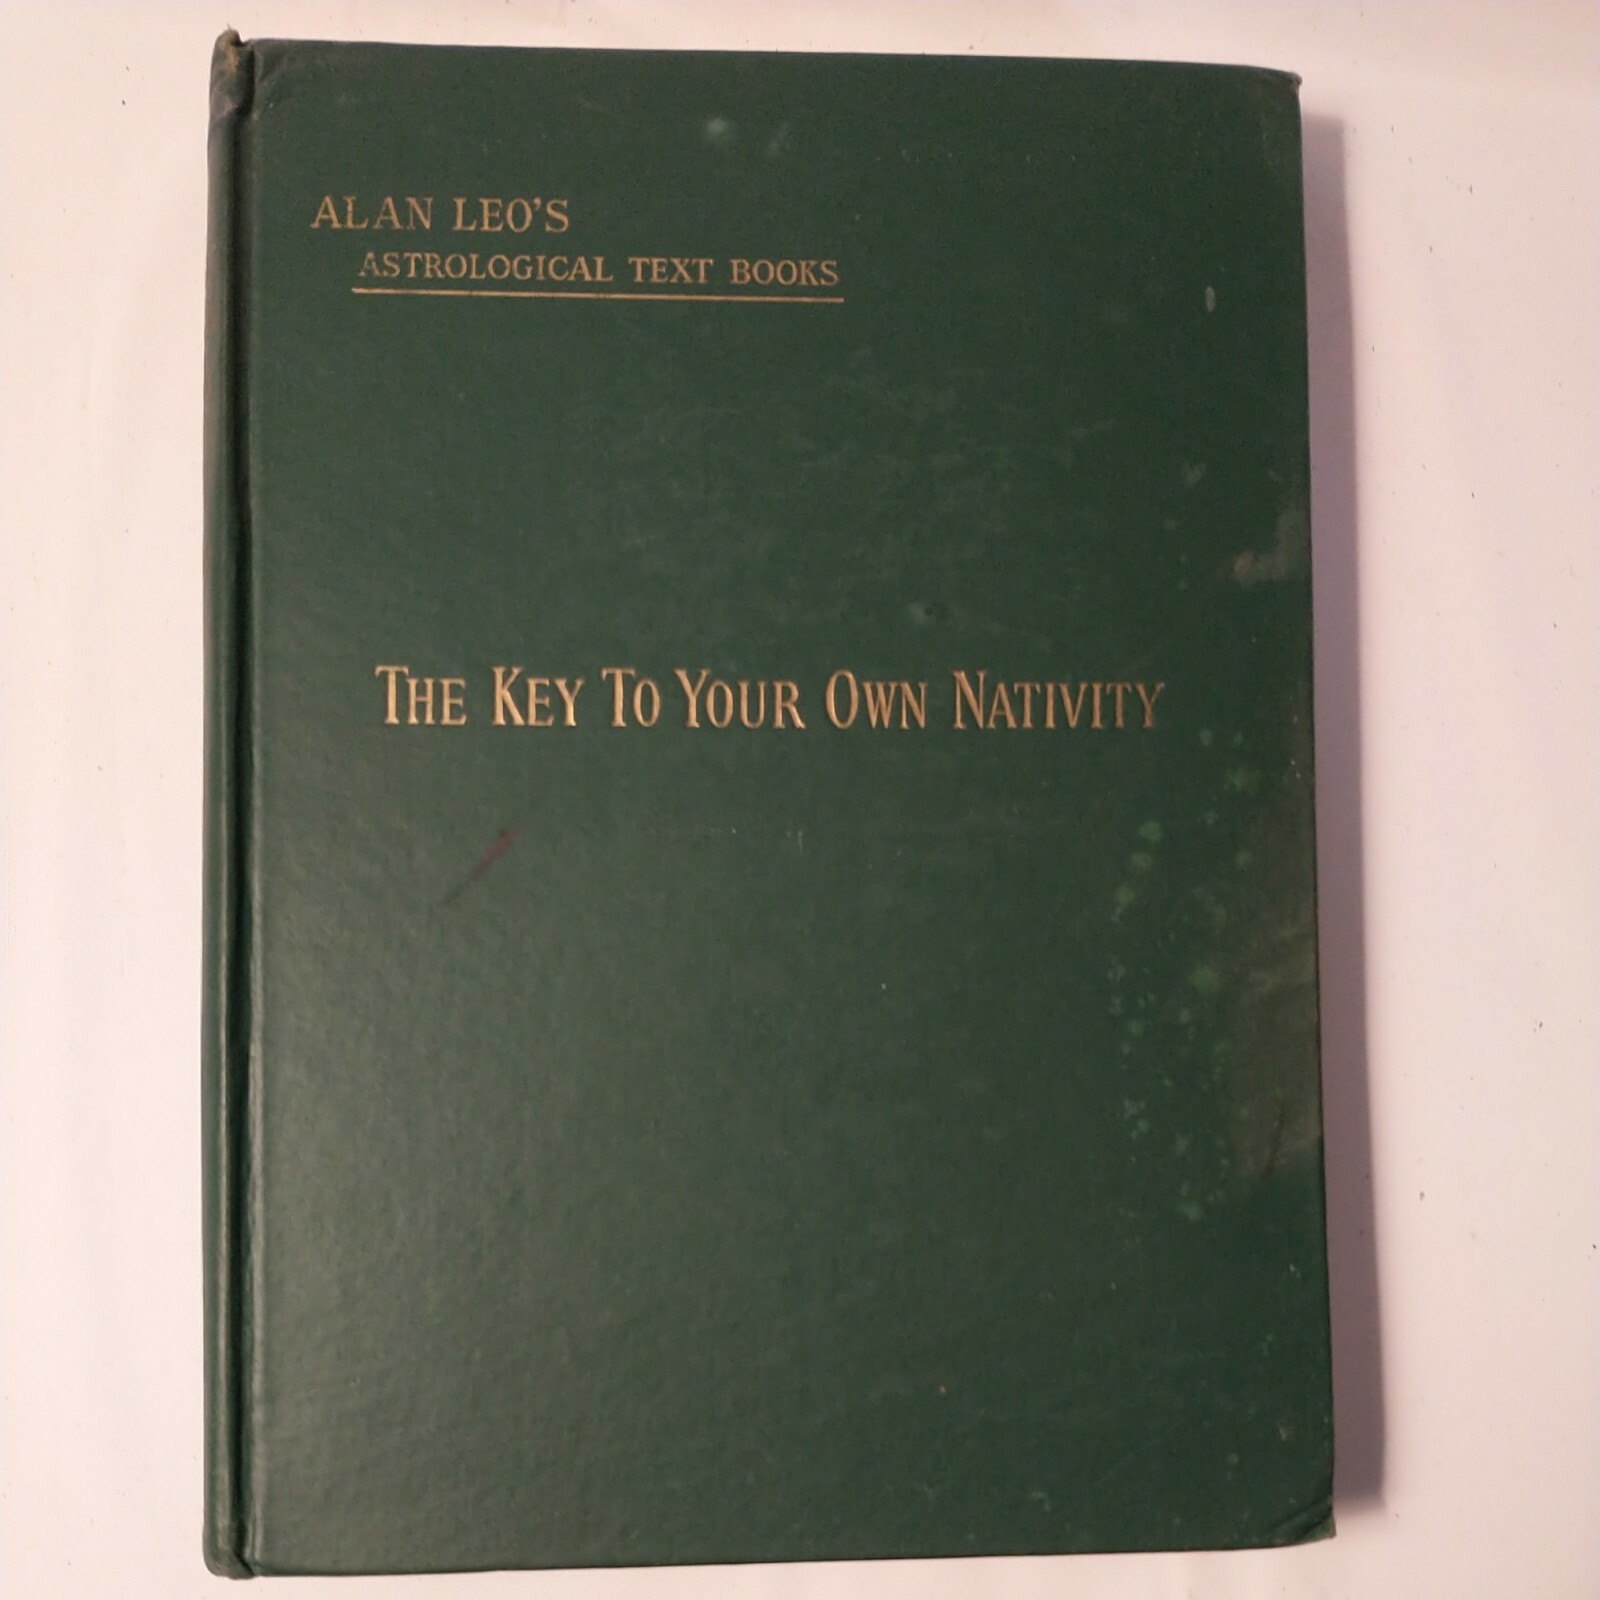 ALAN LEO'S
ASTROLOGICAL TEXT BOOKS
THE KEY TO YOUR OWN NATIVITY